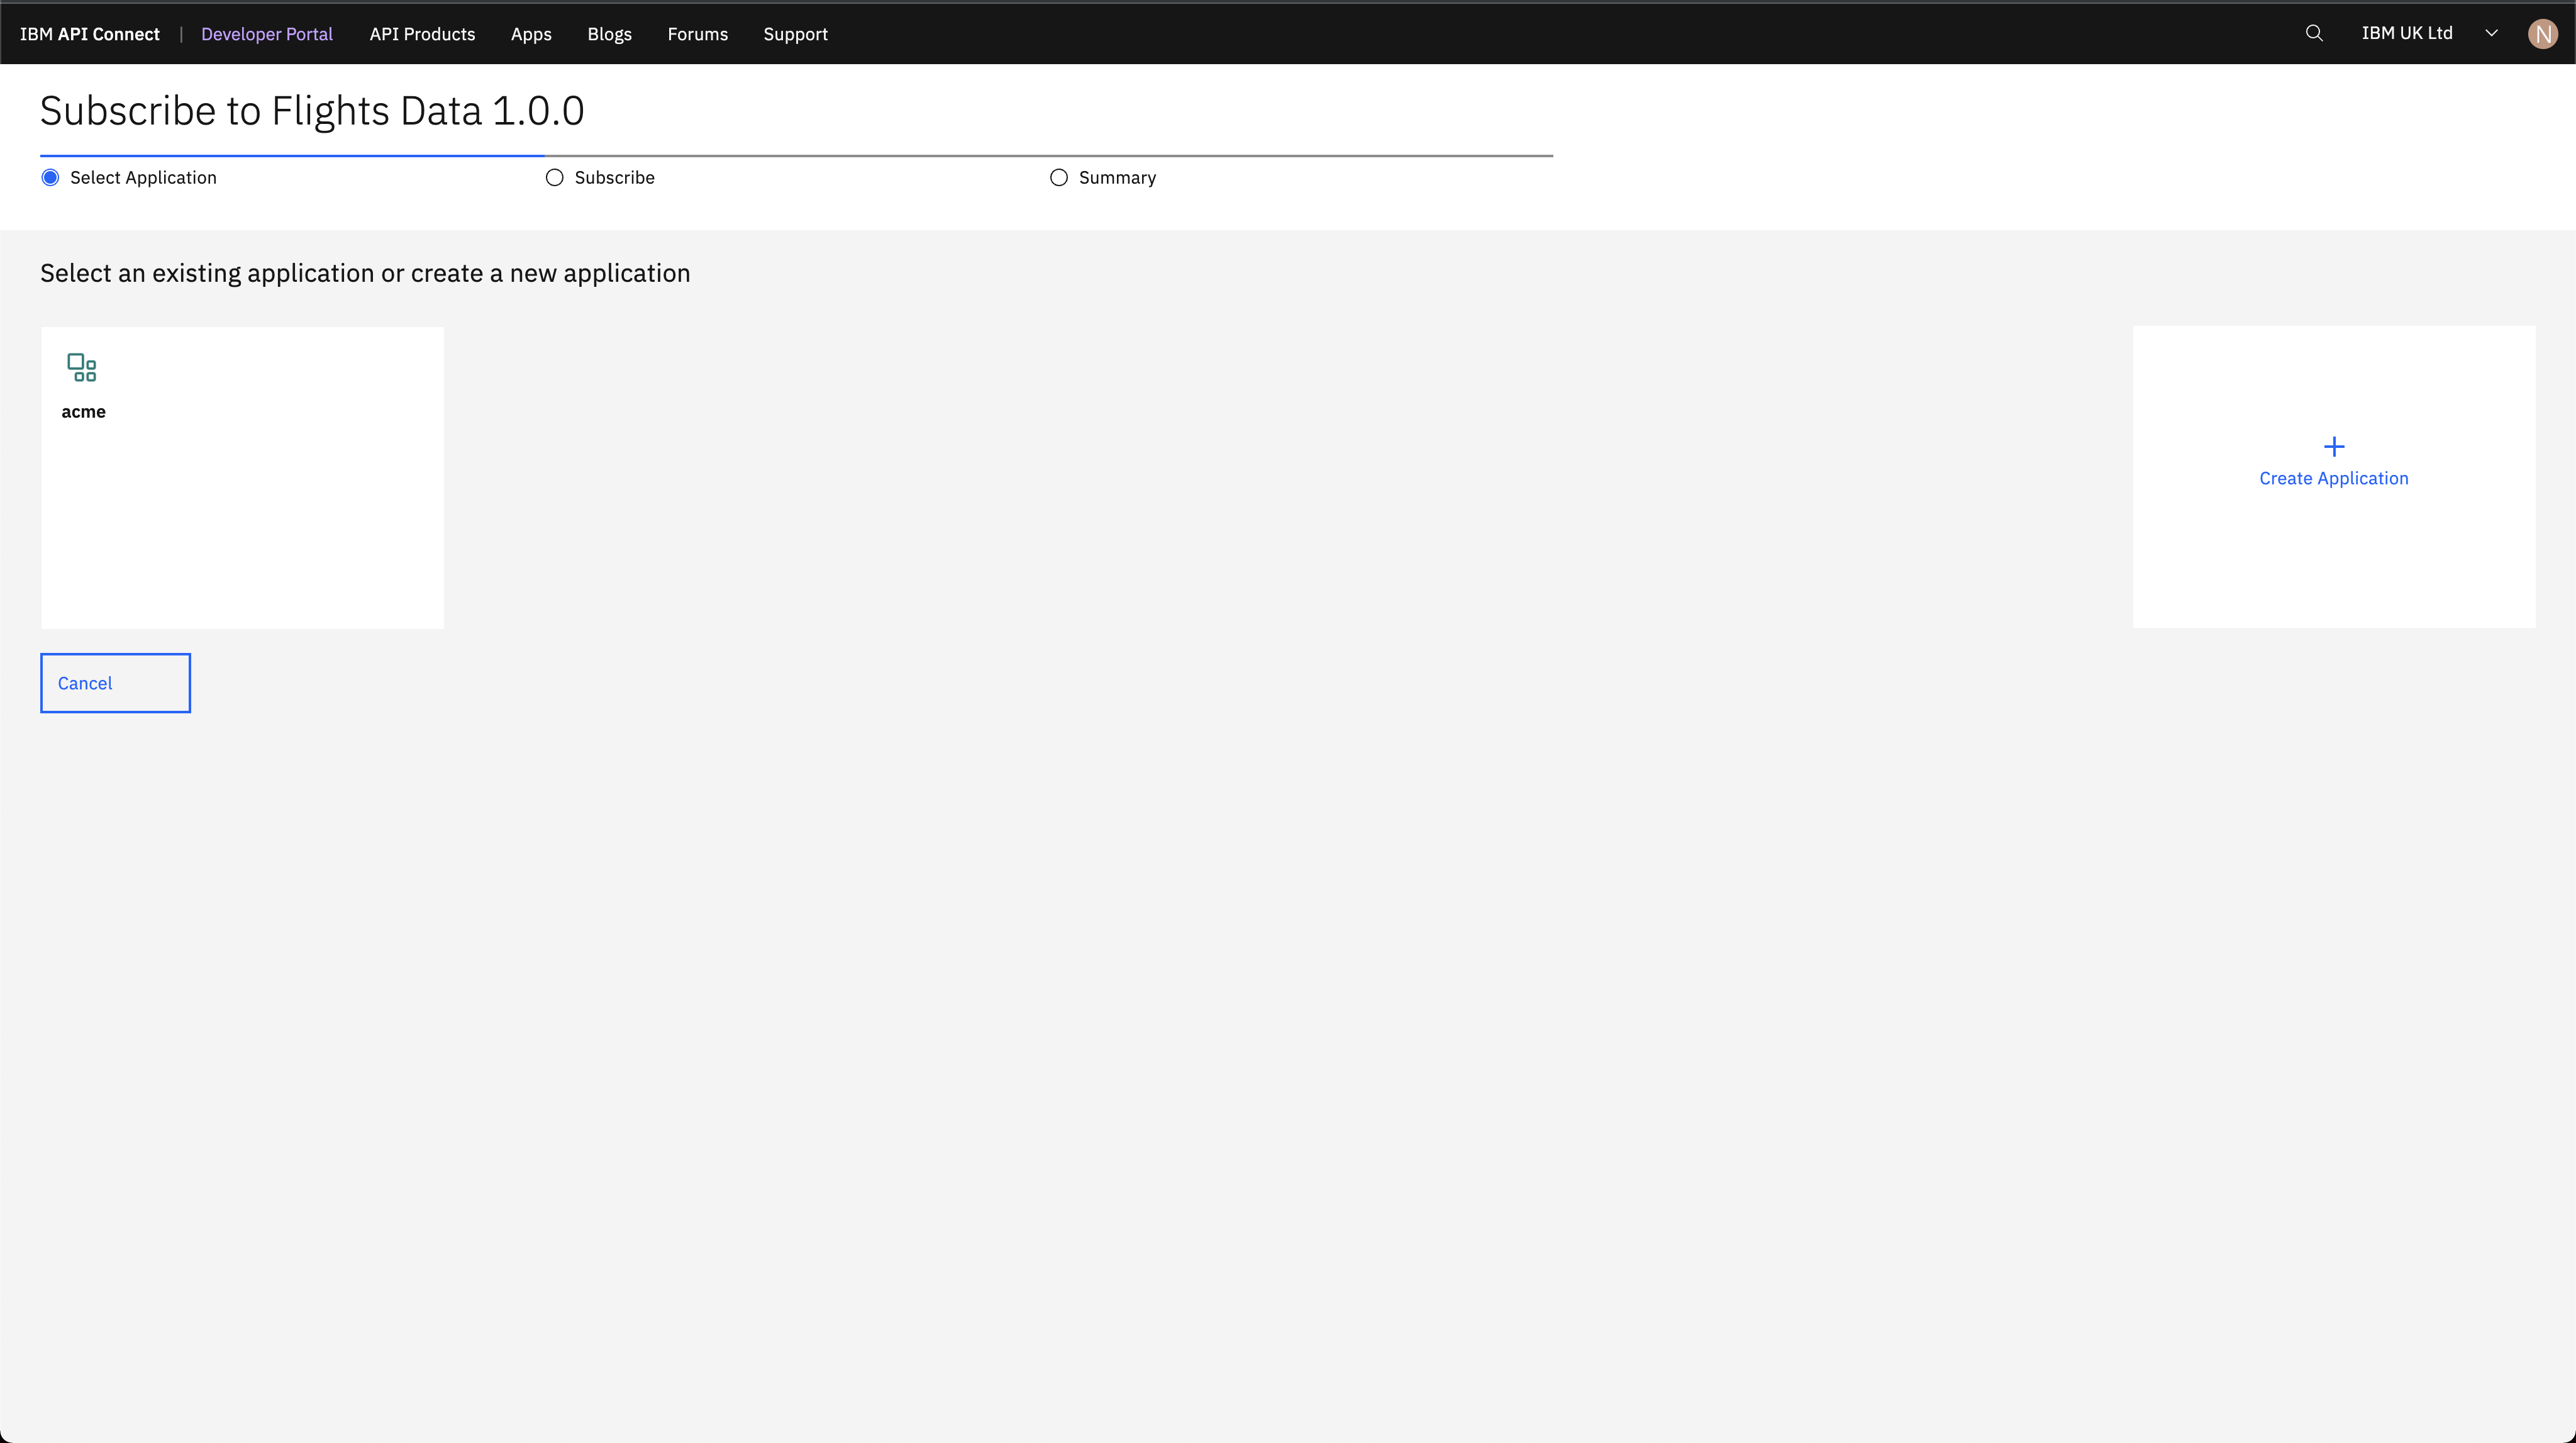 IBM API Connect | Developer Portal API Products Apps Blogs Forums Support IBM UK Ltd N
Subscribe to Flights Data 1.0.0
Select Application Subscribe Summary
Select an existing application or create a new application
acme
Create Application
Cancel